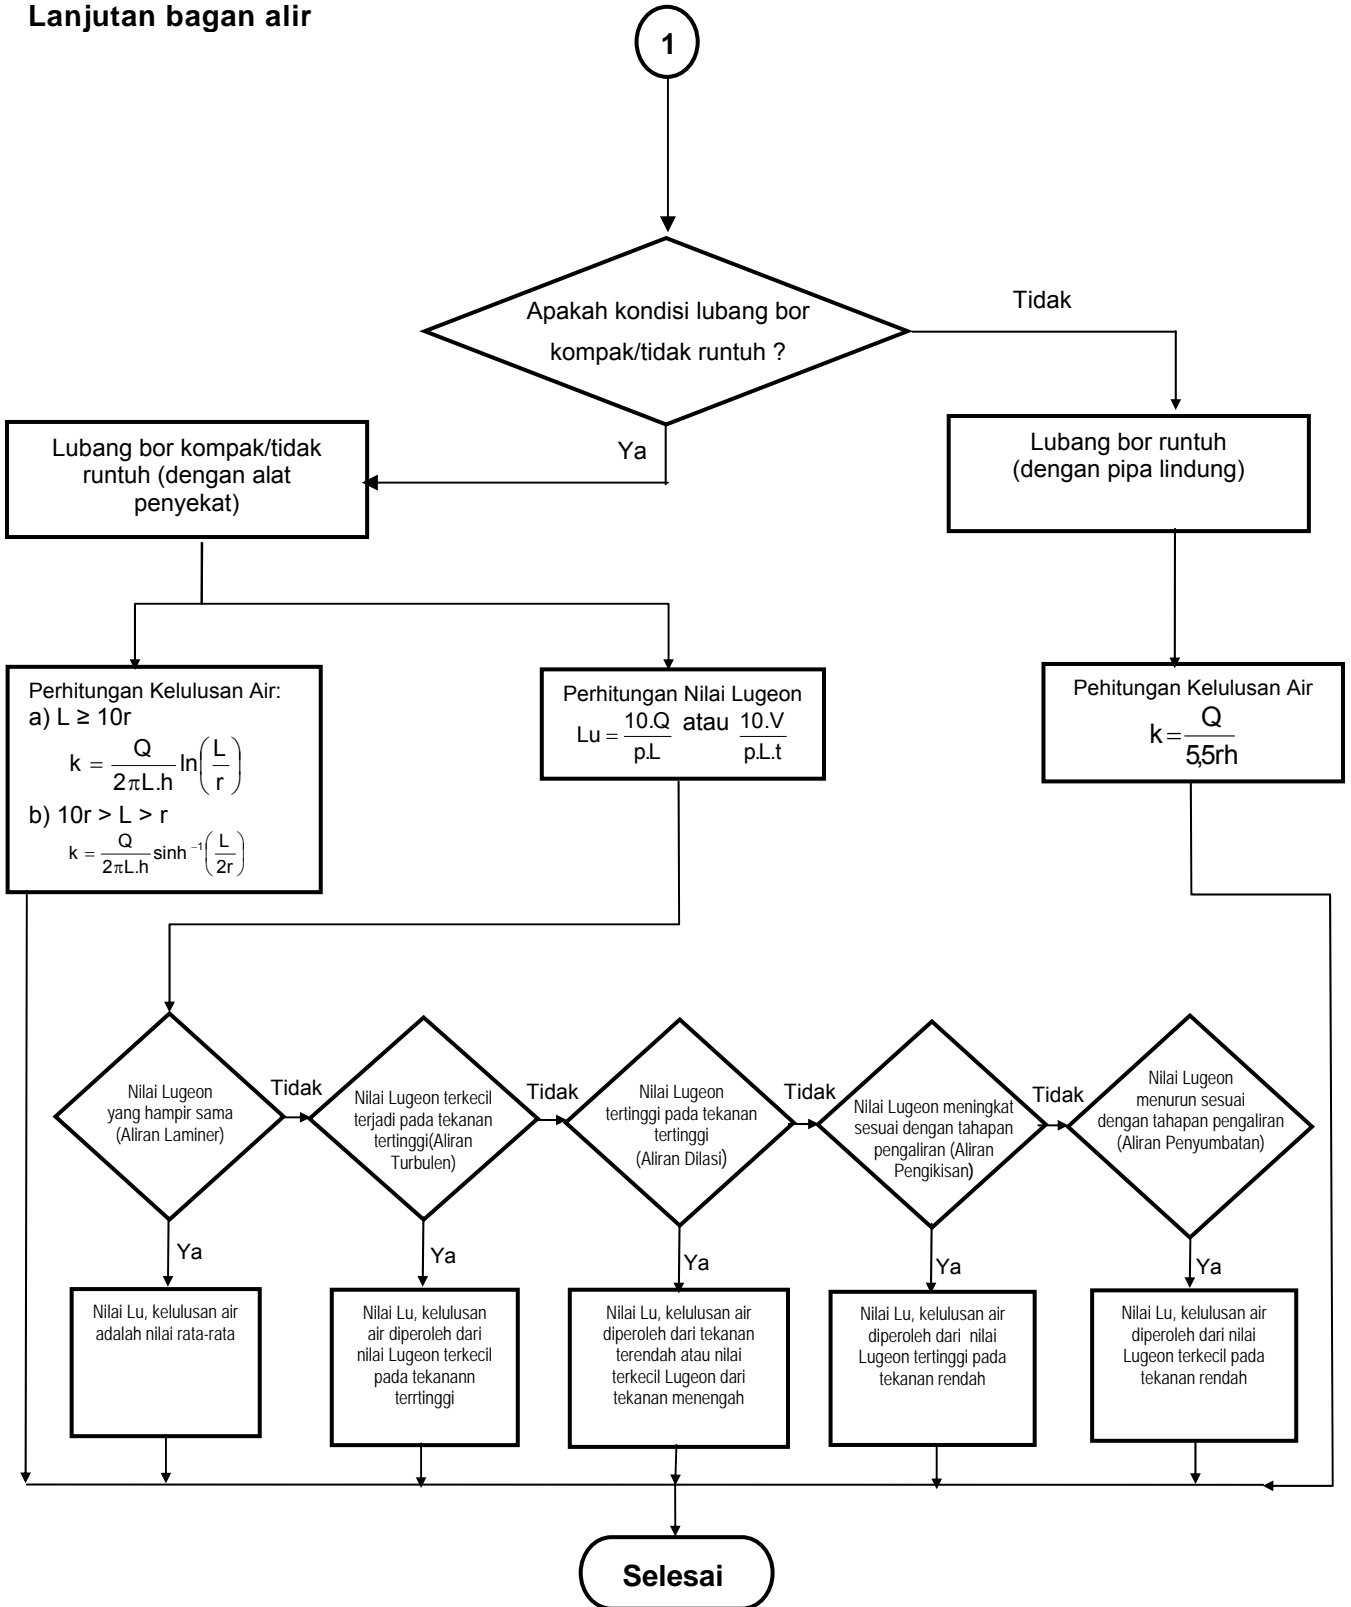 Lanjutan bagan alir
1
Apakah kondisi lubang bor
kompak/tidak runtuh ?
Tidak
Ya
Lubang bor kompak/tidak
runtuh (dengan alat
penyekat)
Lubang bor runtuh
(dengan pipa lindung)
Perhitungan Kelulusan Air:
a) L ≥ 10r
k = Q / 2πL.h ln(L / r)
b) 10r > L > r
k = Q / 2πL.h sinh⁻¹(L / 2r)
Perhitungan Nilai Lugeon
Lu = 10.Q / p.L atau 10.V / p.L.t
Pehitungan Kelulusan Air
k = Q / 5,5rh
Nilai Lugeon
yang hampir sama
(Aliran Laminer)
Tidak
Nilai Lugeon terkecil
terjadi pada tekanan
tertinggi(Aliran
Turbulen)
Tidak
Nilai Lugeon
tertinggi pada tekanan
tertinggi
(Aliran Dilasi)
Tidak
Nilai Lugeon meningkat
sesuai dengan tahapan
pengaliran (Aliran
Pengikisan)
Tidak
Nilai Lugeon
menurun sesuai
dengan tahapan pengaliran
(Aliran Penyumbatan)
Ya
Ya
Ya
Ya
Ya
Nilai Lu, kelulusan air
adalah nilai rata-rata
Nilai Lu, kelulusan
air diperoleh dari
nilai Lugeon terkecil
pada tekanann
terrtinggi
Nilai Lu, kelulusan air
diperoleh dari tekanan
terendah atau nilai
terkecil Lugeon dari
tekanan menengah
Nilai Lu, kelulusan air
diperoleh dari nilai
Lugeon tertinggi pada
tekanan rendah
Nilai Lu, kelulusan air
diperoleh dari nilai
Lugeon terkecil pada
tekanan rendah
Selesai